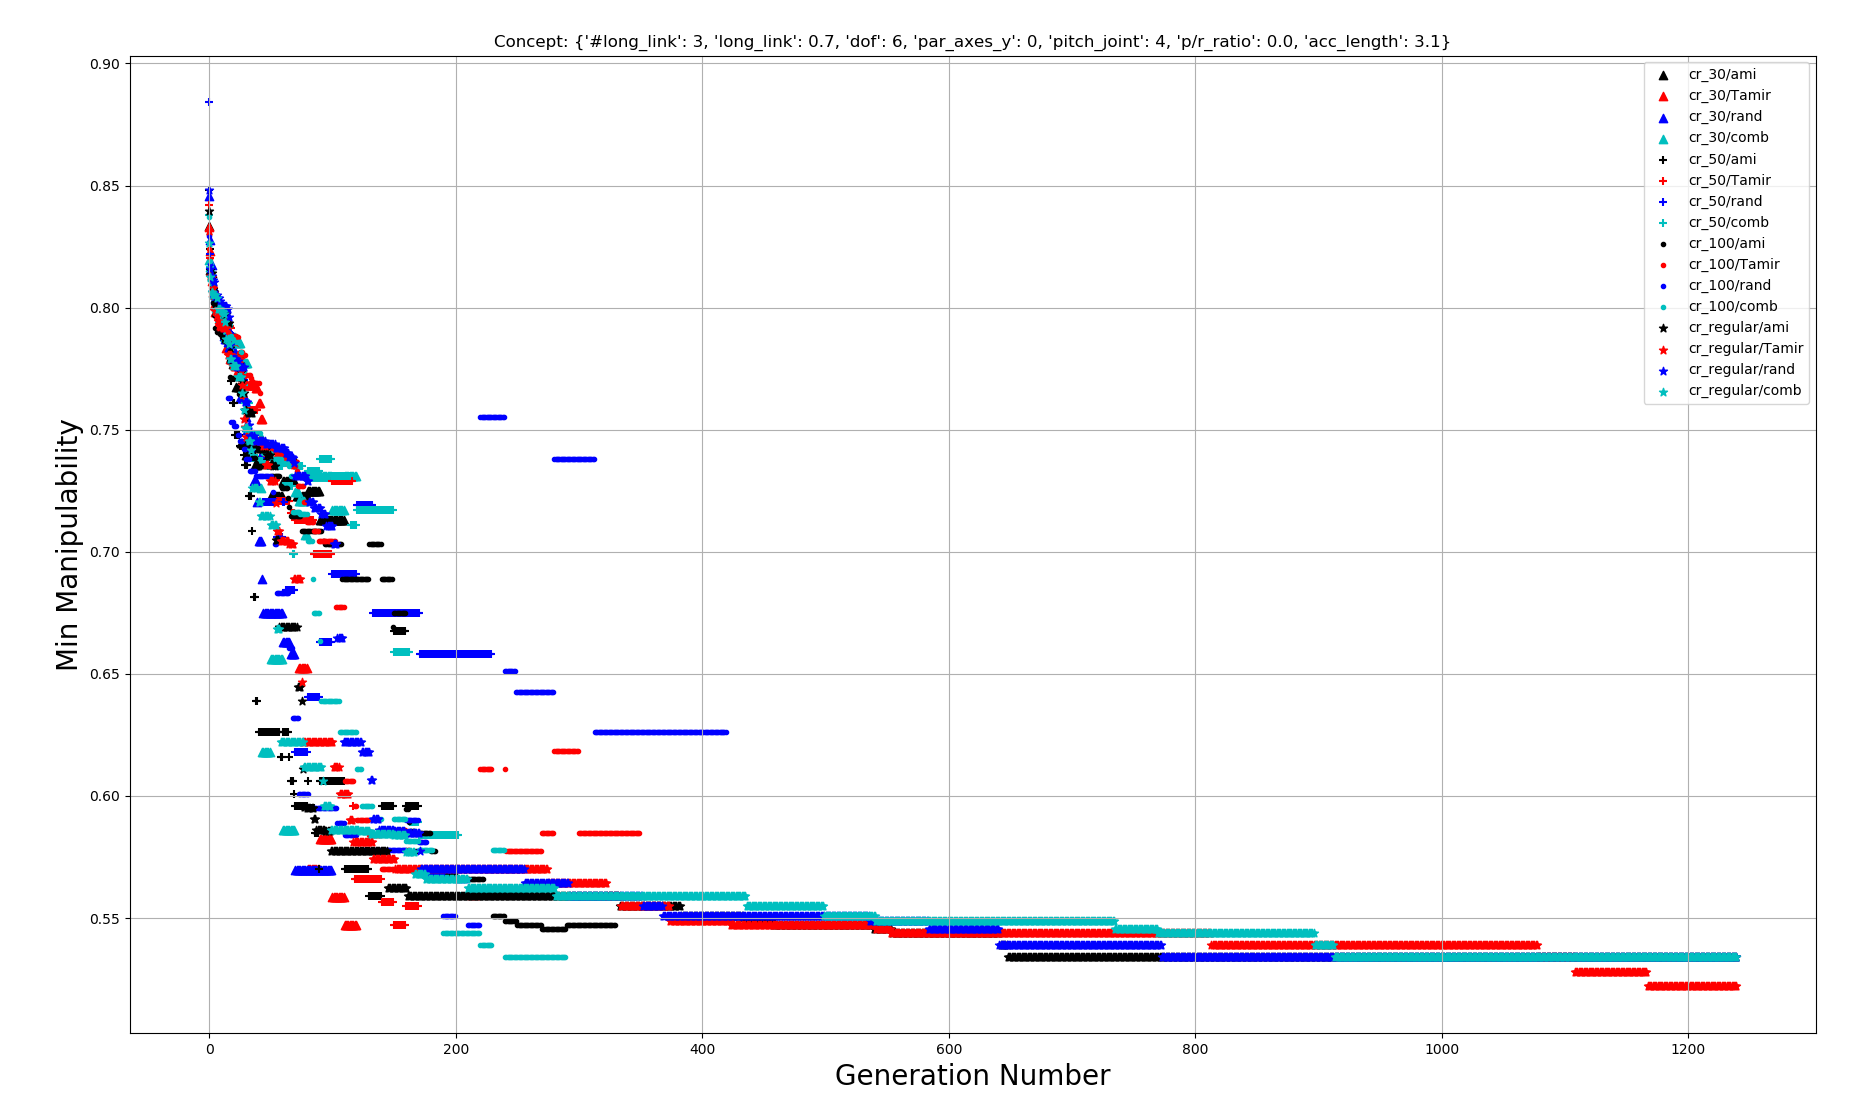 Concept: {'#long_link': 3, 'long_link': 0.7, 'dof': 6, 'par_axes_y': 0, 'pitch_joint': 4, 'p/r_ratio': 0.0, 'acc_length': 3.1}
0.90
0.85
0.80
0.75
0.70
0.65
0.60
0.55
Min Manipulability
cr_30/ami
cr_30/Tamir
cr_30/rand
cr_30/comb
cr_50/ami
cr_50/Tamir
cr_50/rand
cr_50/comb
cr_100/ami
cr_100/Tamir
cr_100/rand
cr_100/comb
cr_regular/ami
cr_regular/Tamir
cr_regular/rand
cr_regular/comb
0 200 400 600 800 1000 1200
Generation Number